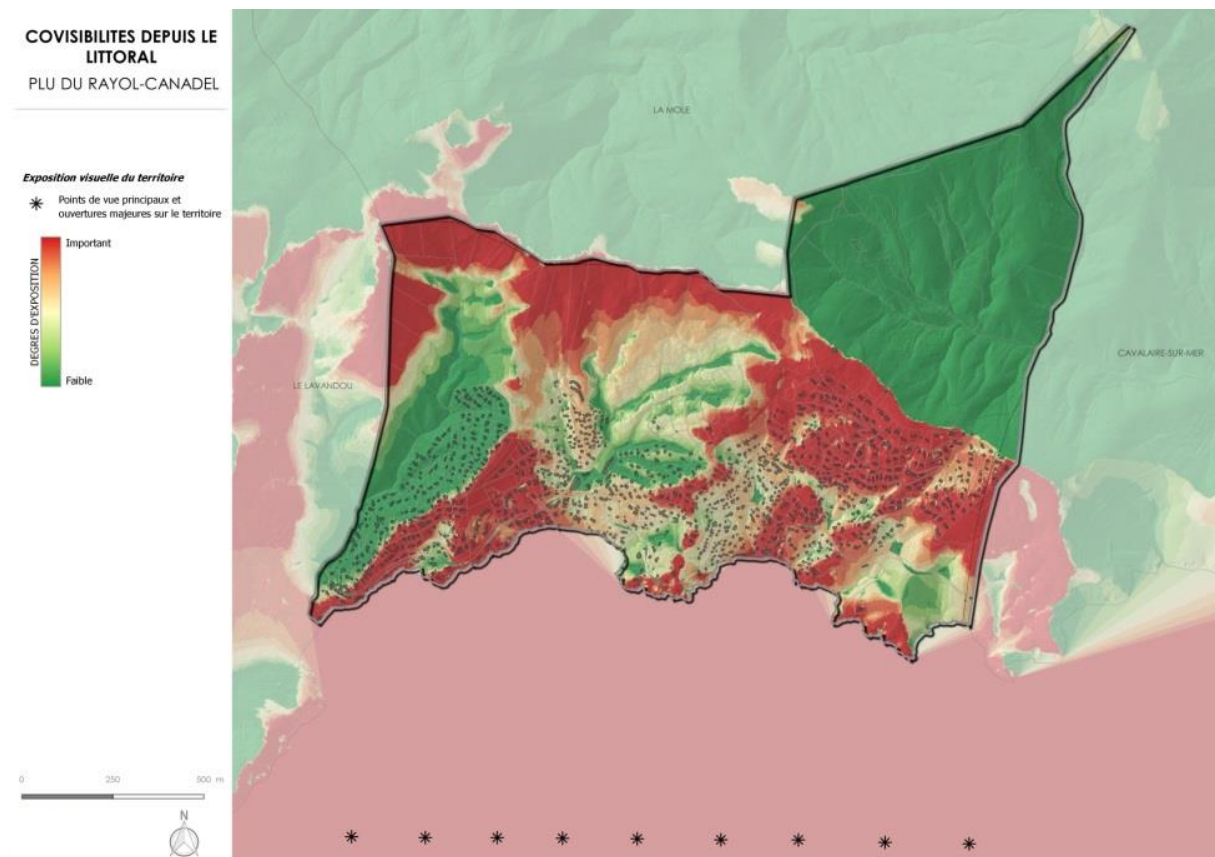 COVISIBILITES DEPUIS LE
LITTORAL
PLU DU RAYOL-CANADEL
Exposition visuelle du territoire
Points de vue principaux et
ouvertures majeures sur le territoire
Important
DEGRES D'EXPOSITION
Faible
0 250 500 m
N
LA MOLE
LE LAVANDOU
CAVALAIRE-SUR-MER